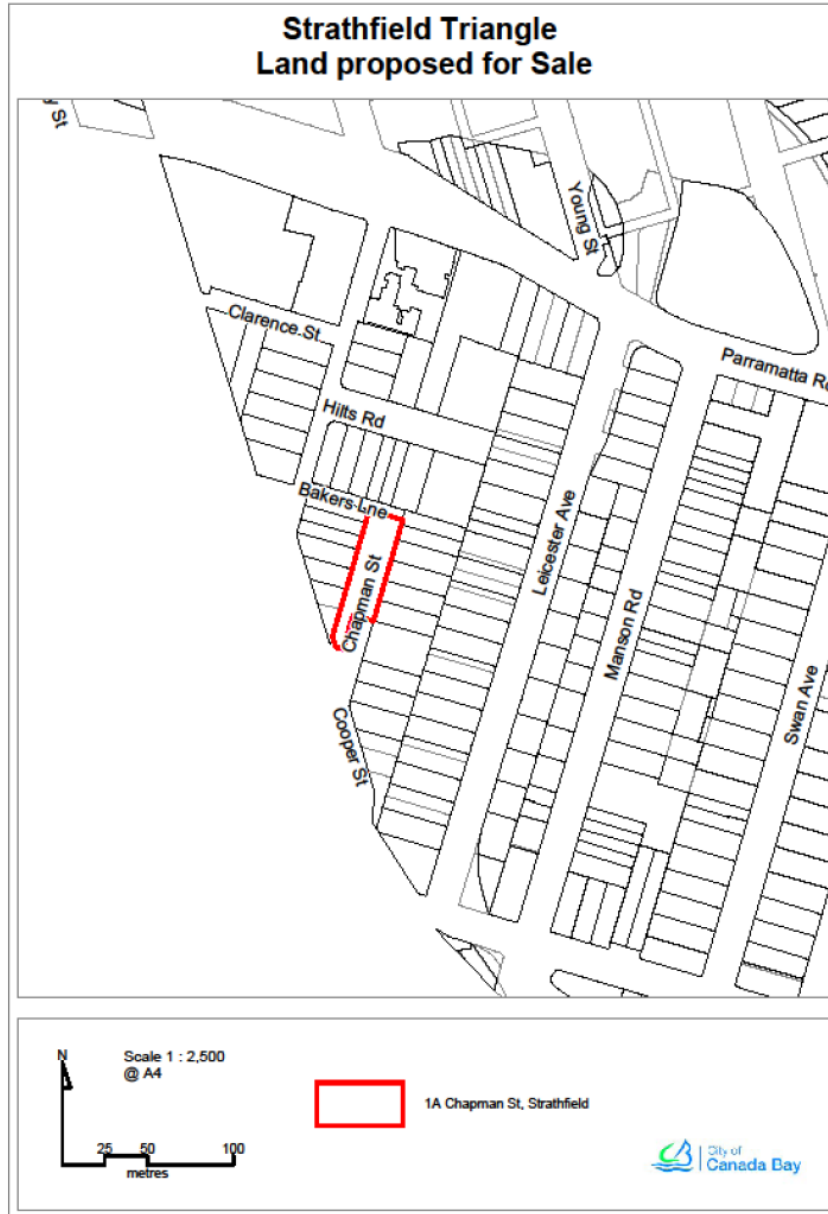 Strathfield Triangle
Land proposed for Sale
St
Young St
Clarence St
Parramatta Rd
Hilts Rd
Bakers Lne
Leicester Ave
Chapman St
Manson Rd
Swan Ave
Cooper St
N
Scale 1 : 2,500
@ A4
1A Chapman St, Strathfield
25 50 100
metres
City of
Canada Bay